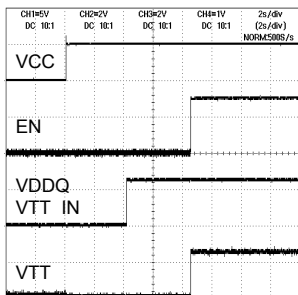 CH1=5V CH2=2V CH3=2V CH4=1V 2s/div
DC 10:1 DC 10:1 DC 10:1 DC 10:1 (2s/div)
NORM:500S/s
VCC
EN
VDDQ
VTT IN
VTT